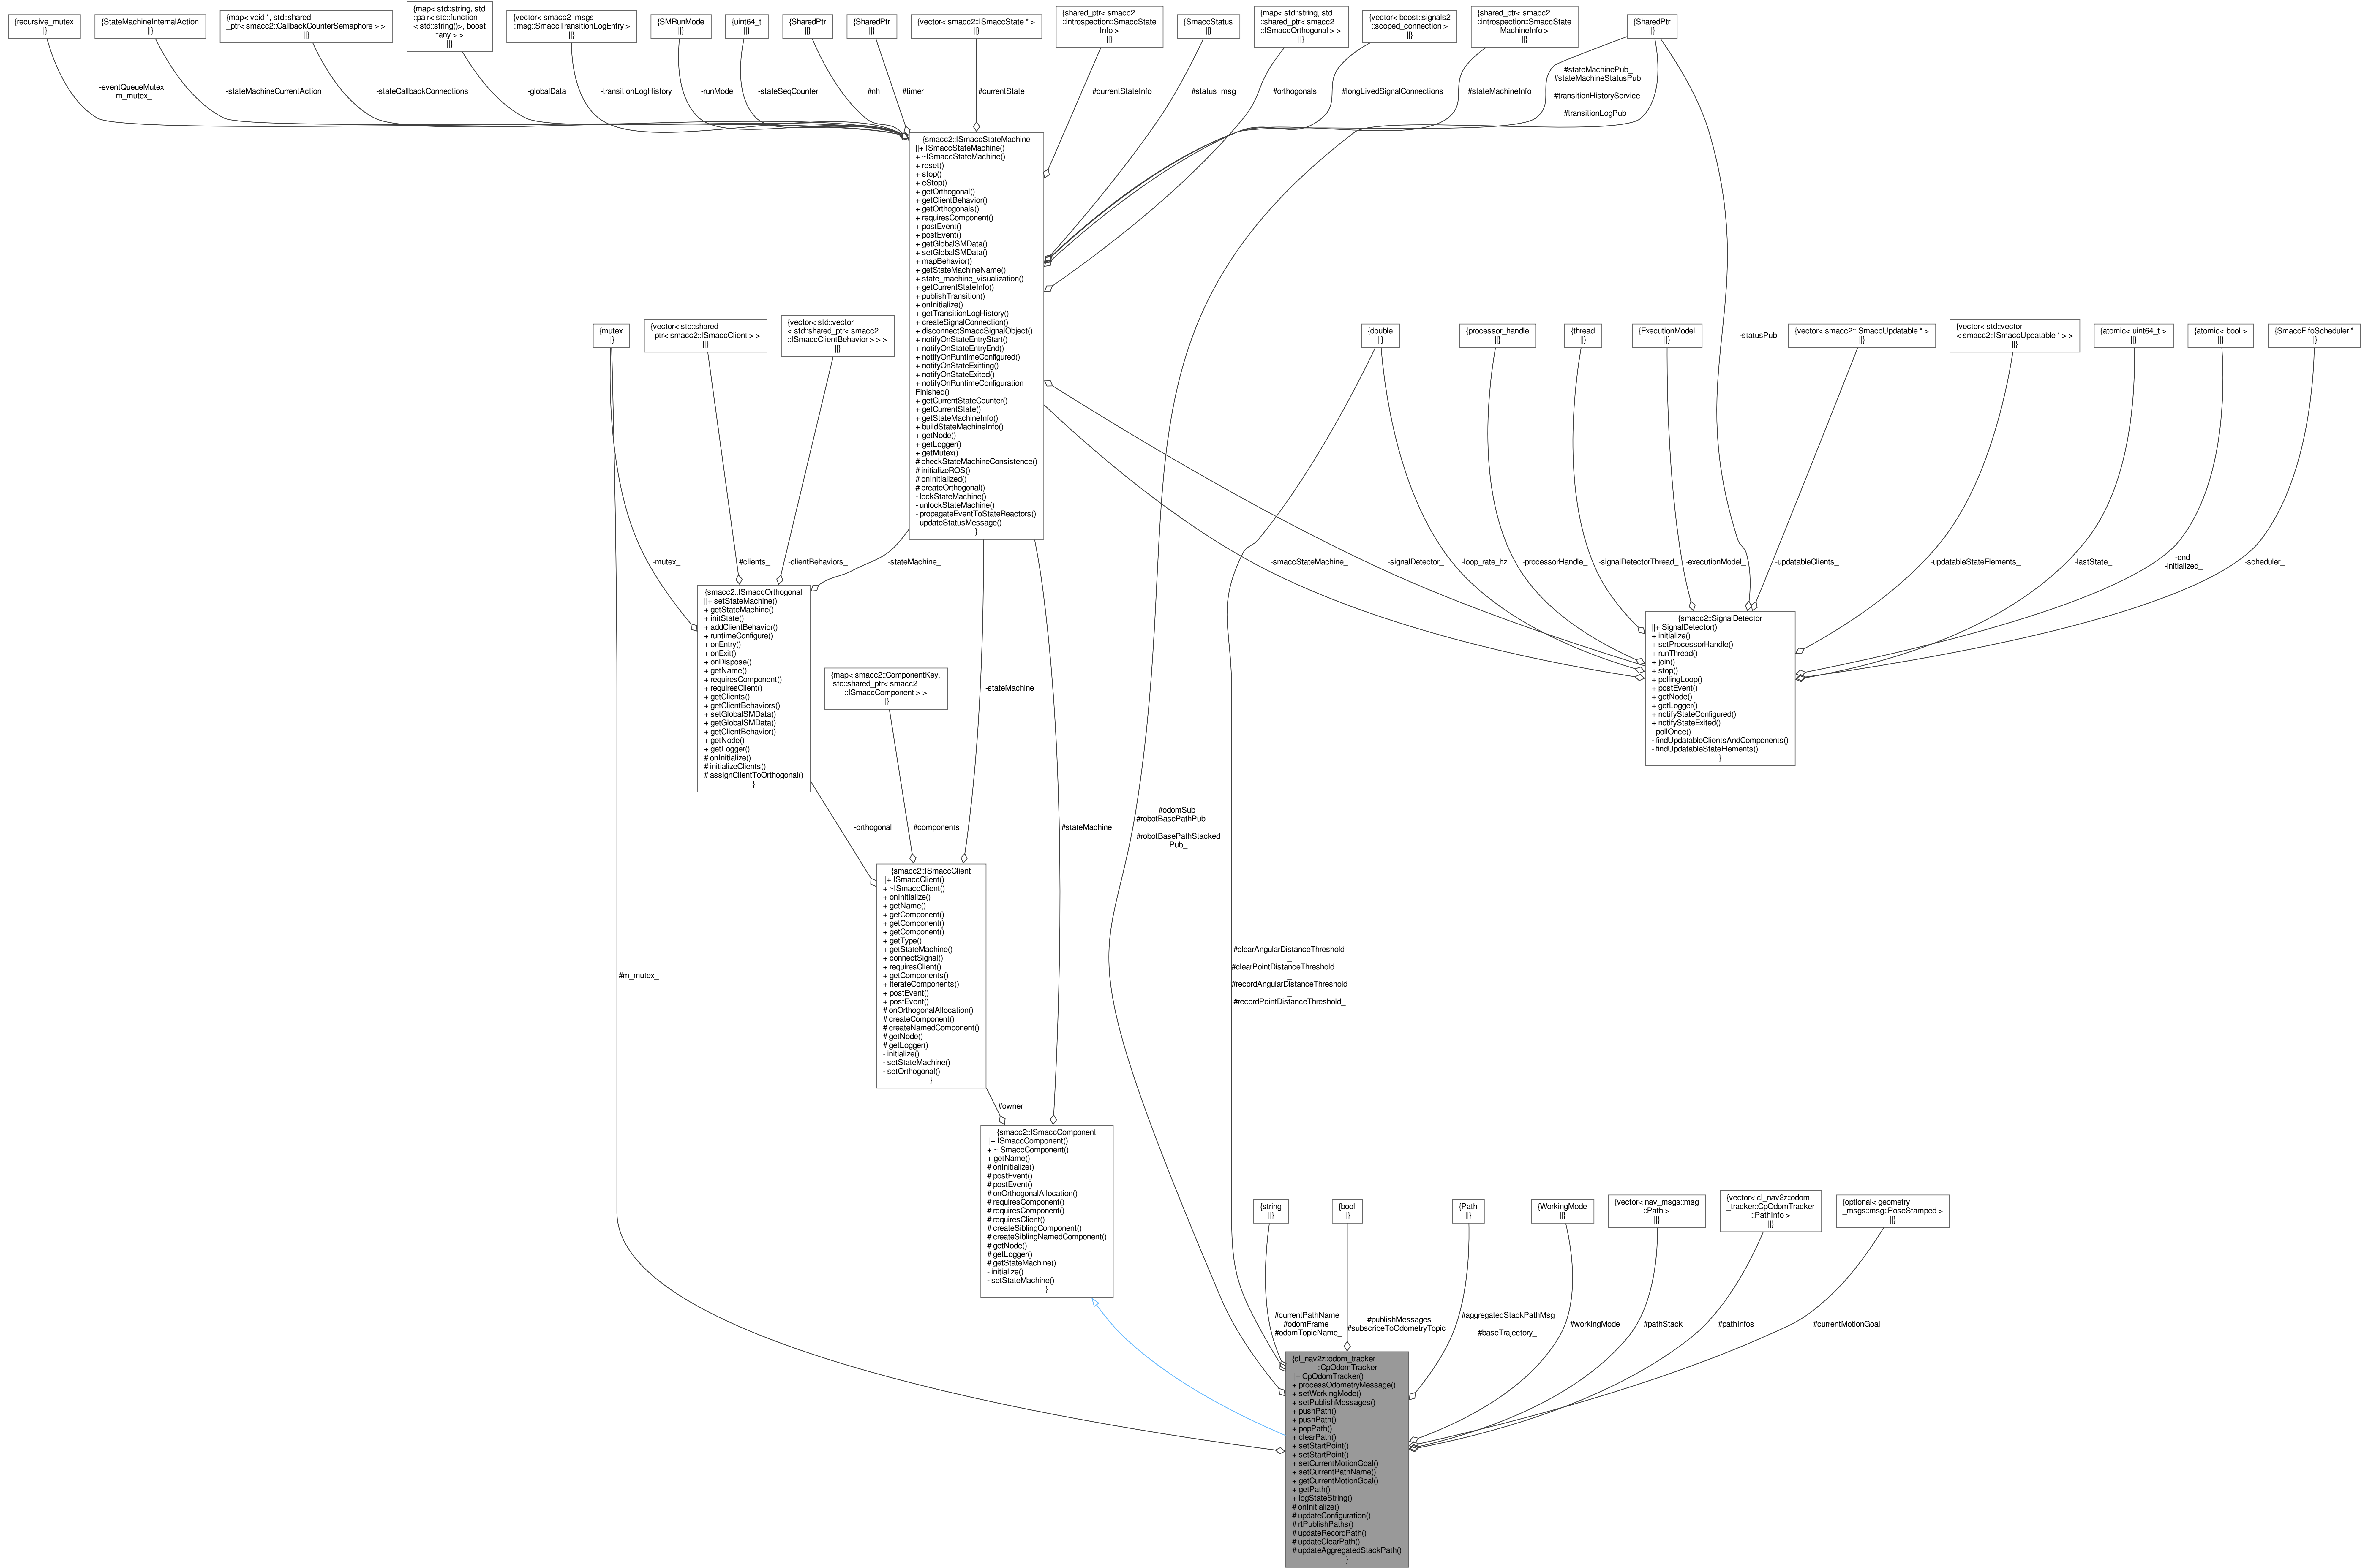 {recursive_mutex
||}
{StateMachineInternalAction
||}
{map< void *, std::shared
_ptr< smacc2::CallbackCounterSemaphore > >
||}
{map< std::string, std
::pair< std::function
< std::string()>, boost
::any > >
||}
{vector< smacc2_msgs
::msg::SmaccTransitionLogEntry >
||}
{SMRunMode
||}
{uint64_t
||}
{SharedPtr
||}
{SharedPtr
||}
{vector< smacc2::ISmaccState * >
||}
{shared_ptr< smacc2
::introspection::SmaccState
Info >
||}
{SmaccStatus
||}
{map< std::string, std
::shared_ptr< smacc2
::ISmaccOrthogonal > >
||}
{vector< boost::signals2
::scoped_connection >
||}
{shared_ptr< smacc2
::introspection::SmaccState
MachineInfo >
||}
{SharedPtr
||}
-eventQueueMutex_
-m_mutex_
-stateMachineCurrentAction
-stateCallbackConnections
-globalData_
-transitionLogHistory_
-runMode_
-stateSeqCounter_
#nh_
#timer_
#currentState_
#currentStateInfo_
#status_msg_
#orthogonals_
#longLivedSignalConnections_
#stateMachineInfo_
#stateMachinePub_
#stateMachineStatusPub
_
#transitionHistoryService
_
#transitionLogPub_
{smacc2::ISmaccStateMachine
||+ ISmaccStateMachine()
+ ~ISmaccStateMachine()
+ reset()
+ stop()
+ eStop()
+ getOrthogonal()
+ getClientBehavior()
+ getOrthogonals()
+ requiresComponent()
+ postEvent()
+ postEvent()
+ getGlobalSMData()
+ setGlobalSMData()
+ mapBehavior()
+ getStateMachineName()
+ state_machine_visualization()
+ getCurrentStateInfo()
+ publishTransition()
+ onInitialize()
+ getTransitionLogHistory()
+ createSignalConnection()
+ disconnectSmaccSignalObject()
+ notifyOnStateEntryStart()
+ notifyOnStateEntryEnd()
+ notifyOnRuntimeConfigured()
+ notifyOnStateExitting()
+ notifyOnStateExited()
+ notifyOnRuntimeConfiguration
Finished()
+ getCurrentStateCounter()
+ getCurrentState()
+ getStateMachineInfo()
+ buildStateMachineInfo()
+ getNode()
+ getLogger()
+ getMutex()
# checkStateMachineConsistence()
# initializeROS()
# onInitialized()
# createOrthogonal()
- lockStateMachine()
- unlockStateMachine()
- propagateEventToStateReactors()
- updateStatusMessage()
}
{mutex
||}
{vector< std::shared
_ptr< smacc2::ISmaccClient > >
||}
{vector< std::vector
< std::shared_ptr< smacc2
::ISmaccClientBehavior > > >
||}
{double
||}
{processor_handle
||}
{thread
||}
{ExecutionModel
||}
-statusPub_
{vector< smacc2::ISmaccUpdatable * >
||}
{vector< std::vector
< smacc2::ISmaccUpdatable * > >
||}
{atomic< uint64_t >
||}
{atomic< bool >
||}
{SmaccFifoScheduler *
||}
-mutex_
#clients_
-clientBehaviors_
-stateMachine_
-smaccStateMachine_
-signalDetector_
-loop_rate_hz
-processorHandle_
-signalDetectorThread_
-executionModel_
-updatableClients_
-updatableStateElements_
-lastState_
-end_
-initialized_
-scheduler_
{smacc2::ISmaccOrthogonal
||+ setStateMachine()
+ getStateMachine()
+ initState()
+ addClientBehavior()
+ runtimeConfigure()
+ onEntry()
+ onExit()
+ onDispose()
+ getName()
+ requiresComponent()
+ requiresClient()
+ getClients()
+ getClientBehaviors()
+ setGlobalSMData()
+ getGlobalSMData()
+ getClientBehavior()
+ getNode()
+ getLogger()
# onInitialize()
# initializeClients()
# assignClientToOrthogonal()
}
{smacc2::SignalDetector
||+ SignalDetector()
+ initialize()
+ setProcessorHandle()
+ runThread()
+ join()
+ stop()
+ pollingLoop()
+ postEvent()
+ getNode()
+ getLogger()
+ notifyStateConfigured()
+ notifyStateExited()
- pollOnce()
- findUpdatableClientsAndComponents()
- findUpdatableStateElements()
}
{map< smacc2::ComponentKey,
std::shared_ptr< smacc2
::ISmaccComponent > >
||}
-stateMachine_
-orthogonal_
#components_
#stateMachine_
#odomSub_
#robotBasePathPub
_
#robotBasePathStacked
Pub_
{smacc2::ISmaccClient
||+ ISmaccClient()
+ ~ISmaccClient()
+ onInitialize()
+ getName()
+ getComponent()
+ getComponent()
+ getComponent()
+ getType()
+ getStateMachine()
+ connectSignal()
+ requiresClient()
+ getComponents()
+ iterateComponents()
+ postEvent()
+ postEvent()
# onOrthogonalAllocation()
# createComponent()
# createNamedComponent()
# getNode()
# getLogger()
- initialize()
- setStateMachine()
- setOrthogonal()
}
#m_mutex_
#clearAngularDistanceThreshold
_
#clearPointDistanceThreshold
_
#recordAngularDistanceThreshold
_
#recordPointDistanceThreshold_
#owner_
{smacc2::ISmaccComponent
||+ ISmaccComponent()
+ ~ISmaccComponent()
+ getName()
# onInitialize()
# postEvent()
# postEvent()
# onOrthogonalAllocation()
# requiresComponent()
# requiresComponent()
# requiresClient()
# createSiblingComponent()
# createSiblingNamedComponent()
# getNode()
# getLogger()
# getStateMachine()
- initialize()
- setStateMachine()
}
{string
||}
{bool
||}
{Path
||}
{WorkingMode
||}
{vector< nav_msgs::msg
::Path >
||}
{vector< cl_nav2z::odom
_tracker::CpOdomTracker
::PathInfo >
||}
{optional< geometry
_msgs::msg::PoseStamped >
||}
#currentPathName_
#odomFrame_
#odomTopicName_
#publishMessages
#subscribeToOdometryTopic_
#aggregatedStackPathMsg
_
#baseTrajectory_
#workingMode_
#pathStack_
#pathInfos_
#currentMotionGoal_
{cl_nav2z::odom_tracker
::CpOdomTracker
||+ CpOdomTracker()
+ processOdometryMessage()
+ setWorkingMode()
+ setPublishMessages()
+ pushPath()
+ pushPath()
+ popPath()
+ clearPath()
+ setStartPoint()
+ setStartPoint()
+ setCurrentMotionGoal()
+ setCurrentPathName()
+ getCurrentMotionGoal()
+ getPath()
+ logStateString()
# onInitialize()
# updateConfiguration()
# rtPublishPaths()
# updateRecordPath()
# updateClearPath()
# updateAggregatedStackPath()
}